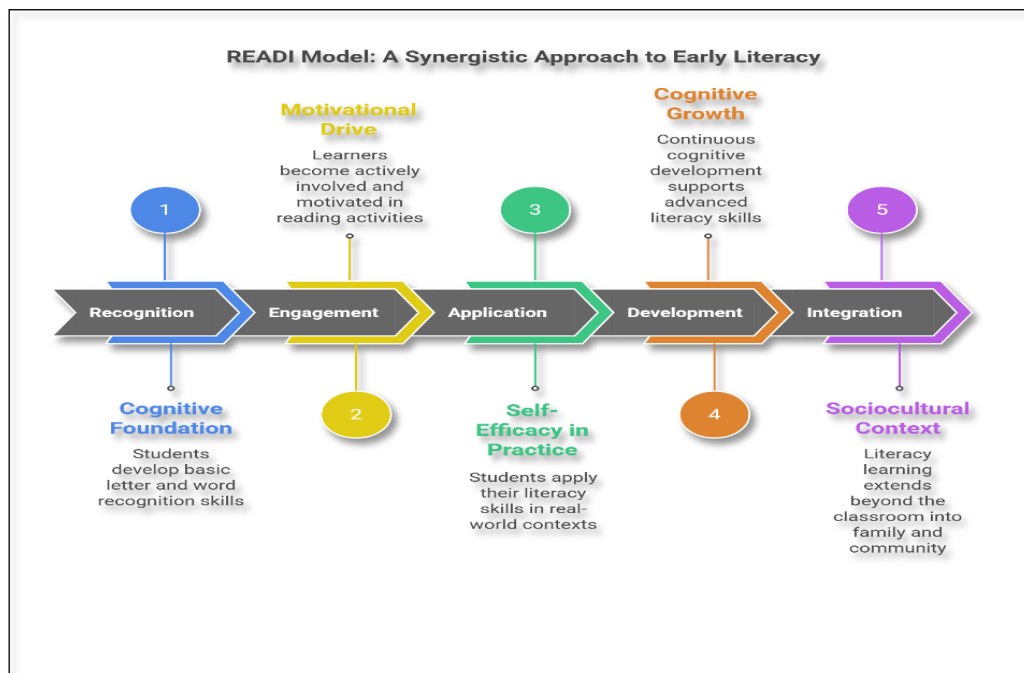 READI Model: A Synergistic Approach to Early Literacy
1
Recognition
Cognitive
Foundation
Students
develop basic
letter and word
recognition skills
Motivational
Drive
Learners
become actively
involved and
motivated in
reading activities
Engagement
2
3
Application
Self-
Efficacy in
Practice
Students apply
their literacy
skills in real-
world contexts
Cognitive
Growth
Continuous
cognitive
development
supports
advanced
literacy skills
Development
4
5
Integration
Sociocultural
Context
Literacy
learning
extends
beyond the
classroom into
family and
community